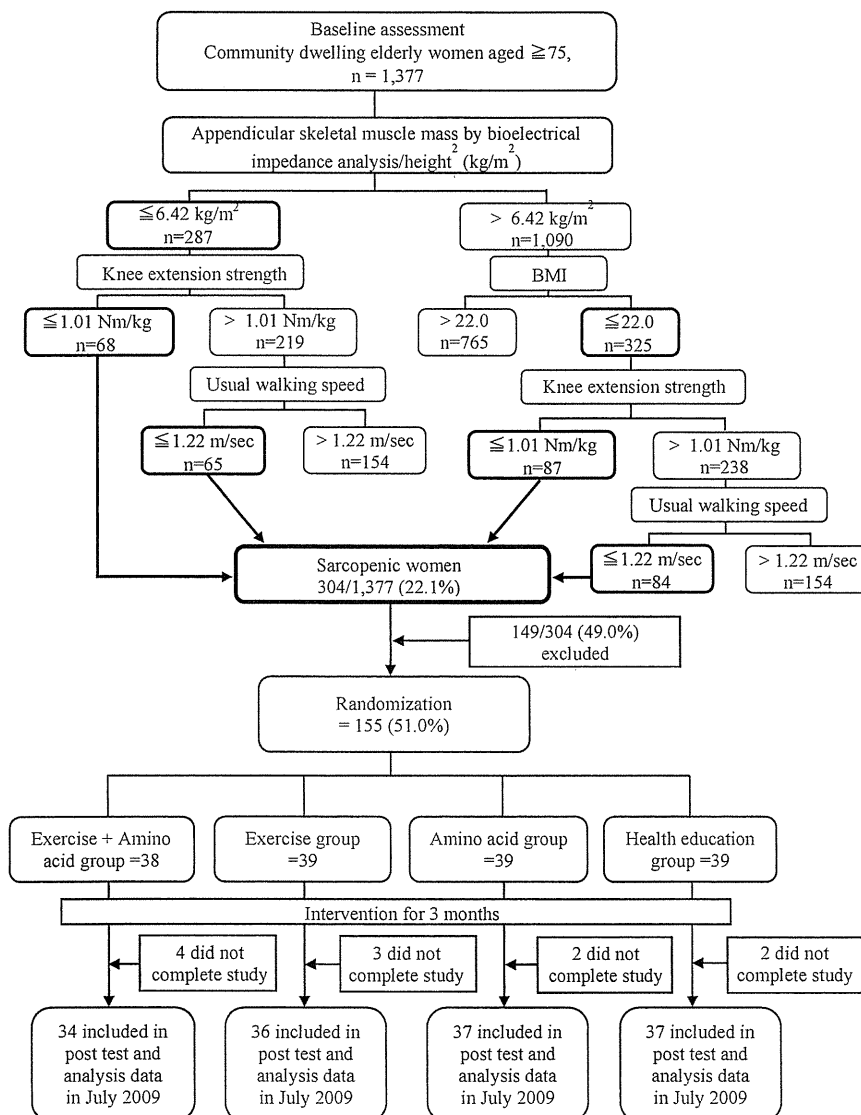 Baseline assessment
Community dwelling elderly women aged ≧75,
n = 1,377
Appendicular skeletal muscle mass by bioelectrical
impedance analysis/height² (kg/m²)
≦6.42 kg/m²
n=287
> 6.42 kg/m²
n=1,090
Knee extension strength
BMI
≦1.01 Nm/kg
n=68
> 1.01 Nm/kg
n=219
> 22.0
n=765
≦22.0
n=325
Usual walking speed
Knee extension strength
≦1.22 m/sec
n=65
> 1.22 m/sec
n=154
≦1.01 Nm/kg
n=87
> 1.01 Nm/kg
n=238
Usual walking speed
≦1.22 m/sec
n=84
> 1.22 m/sec
n=154
Sarcopenic women
304/1,377 (22.1%)
149/304 (49.0%)
excluded
Randomization
= 155 (51.0%)
Exercise + Amino
acid group =38
Exercise group
=39
Amino acid group
=39
Health education
group =39
Intervention for 3 months
4 did not
complete study
3 did not
complete study
2 did not
complete study
2 did not
complete study
34 included in
post test and
analysis data
in July 2009
36 included in
post test and
analysis data
in July 2009
37 included in
post test and
analysis data
in July 2009
37 included in
post test and
analysis data
in July 2009